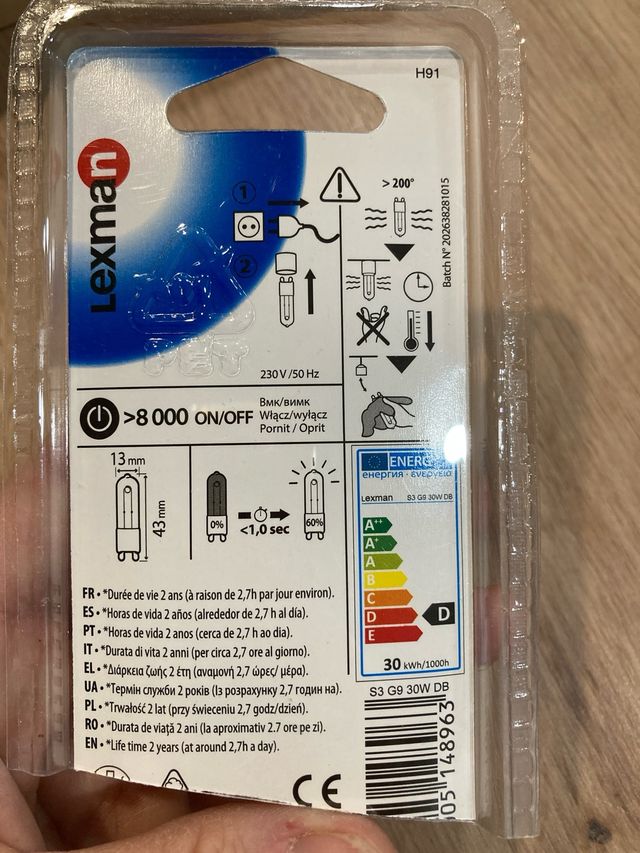 H91
Lexman
1
2
> 200°
Batch N° 202638281015
PET
230 V /50 Hz
>8 000 ON/OFF
Вмк/вимк
Włącz/wyłącz
Pornit / Oprit
13 mm
43 mm
0%
<1,0 sec
60%
ENERG
енергия · ενέργεια
Lexman S3 G9 30W DB
A++
A+
A
B
C
D
E
D
30 kWh/1000h
FR • *Durée de vie 2 ans (à raison de 2,7h par jour environ).
ES • *Horas de vida 2 años (alrededor de 2,7 h al día).
PT • *Horas de vida 2 anos (cerca de 2,7 h ao dia).
IT • *Durata di vita 2 anni (per circa 2,7 ore al giorno).
EL • *Διάρκεια ζωής 2 έτη (αναμονή 2,7 ώρες/ μέρα).
UA • *Термін служби 2 років (Із розрахунку 2,7 годин на).
PL • *Trwałość 2 lat (przy świeceniu 2,7 godz/dzień).
RO • *Durata de viață 2 ani (la aproximativ 2.7 ore pe zi).
EN • *Life time 2 years (at around 2,7h a day).
S3 G9 30W DB
05 148963
CE